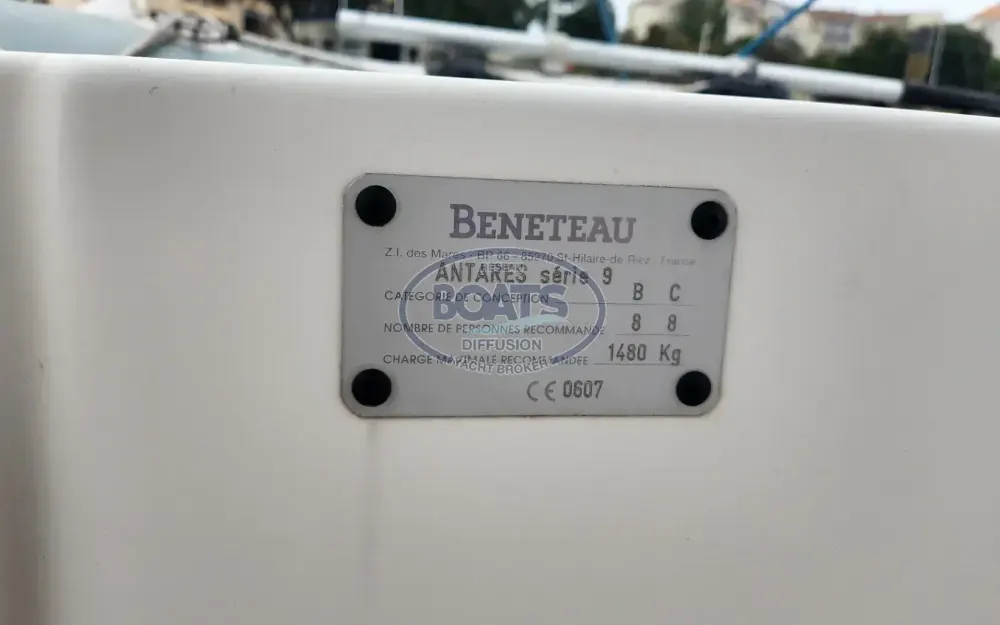 BENETEAU
Z.I. des Mares - BP 66 - 85270 St-Hilaire-de Riez France
ANTARES série 9
CATEGORIE DE CONCEPTION B C
NOMBRE DE PERSONNES RECOMMANDE 8 8
CHARGE MAXIMALE RECOMMANDEE 1480 Kg
CE 0607
BOATS
DIFFUSION
YACHT BROKER